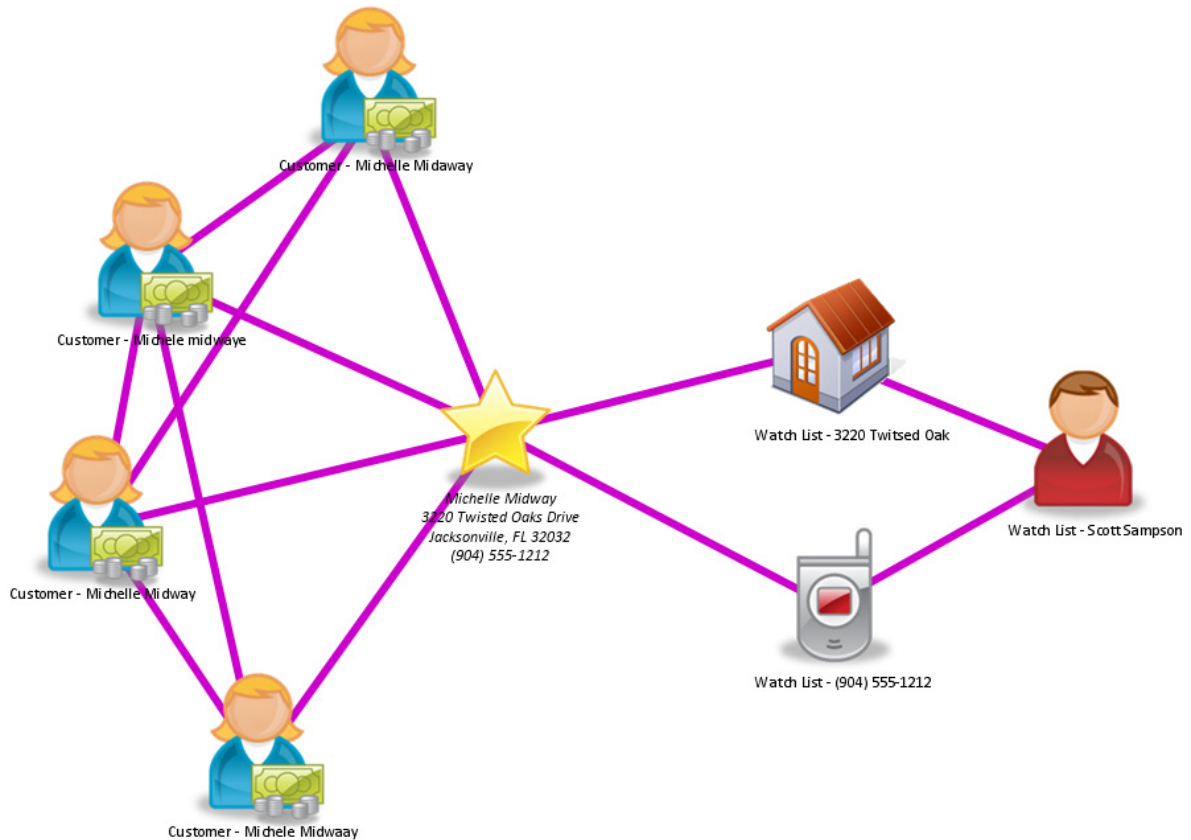 Customer - Michelle Midaway
Customer - Michele midwaye
Watch List - 3220 Twitsed Oak
Michelle Midway
3220 Twisted Oaks Drive
Jacksonville, FL 32032
(904) 555-1212
Watch List - Scott Sampson
Customer - Michelle Midway
Watch List - (904) 555-1212
Customer - Michele Midwaay